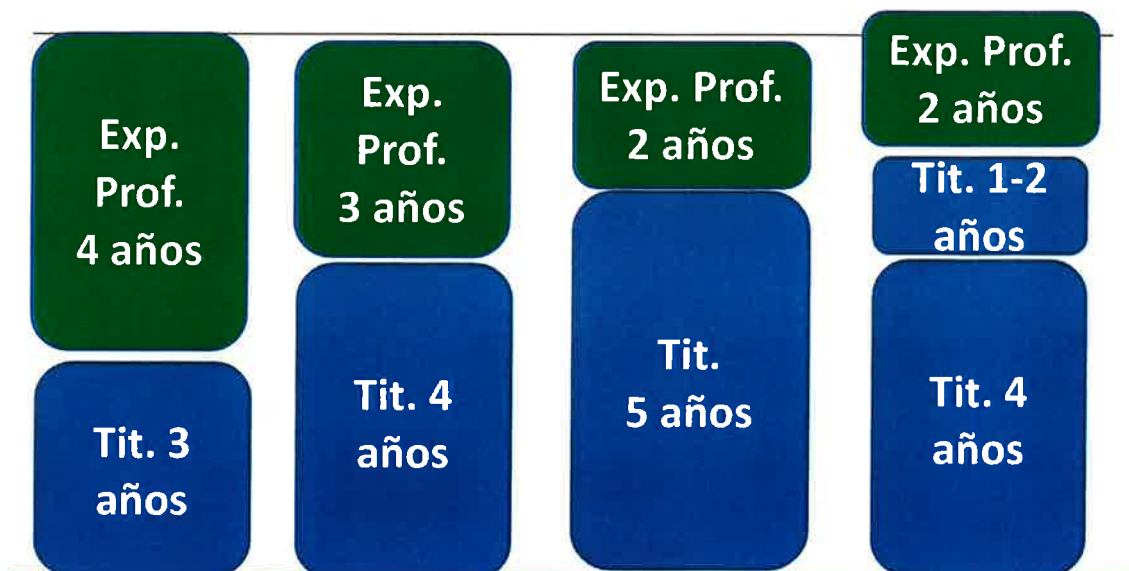 Exp.
Prof.
4 años
Tit. 3
años
Exp.
Prof.
3 años
Tit. 4
años
Exp. Prof.
2 años
Tit.
5 años
Exp. Prof.
2 años
Tit. 1-2
años
Tit. 4
años